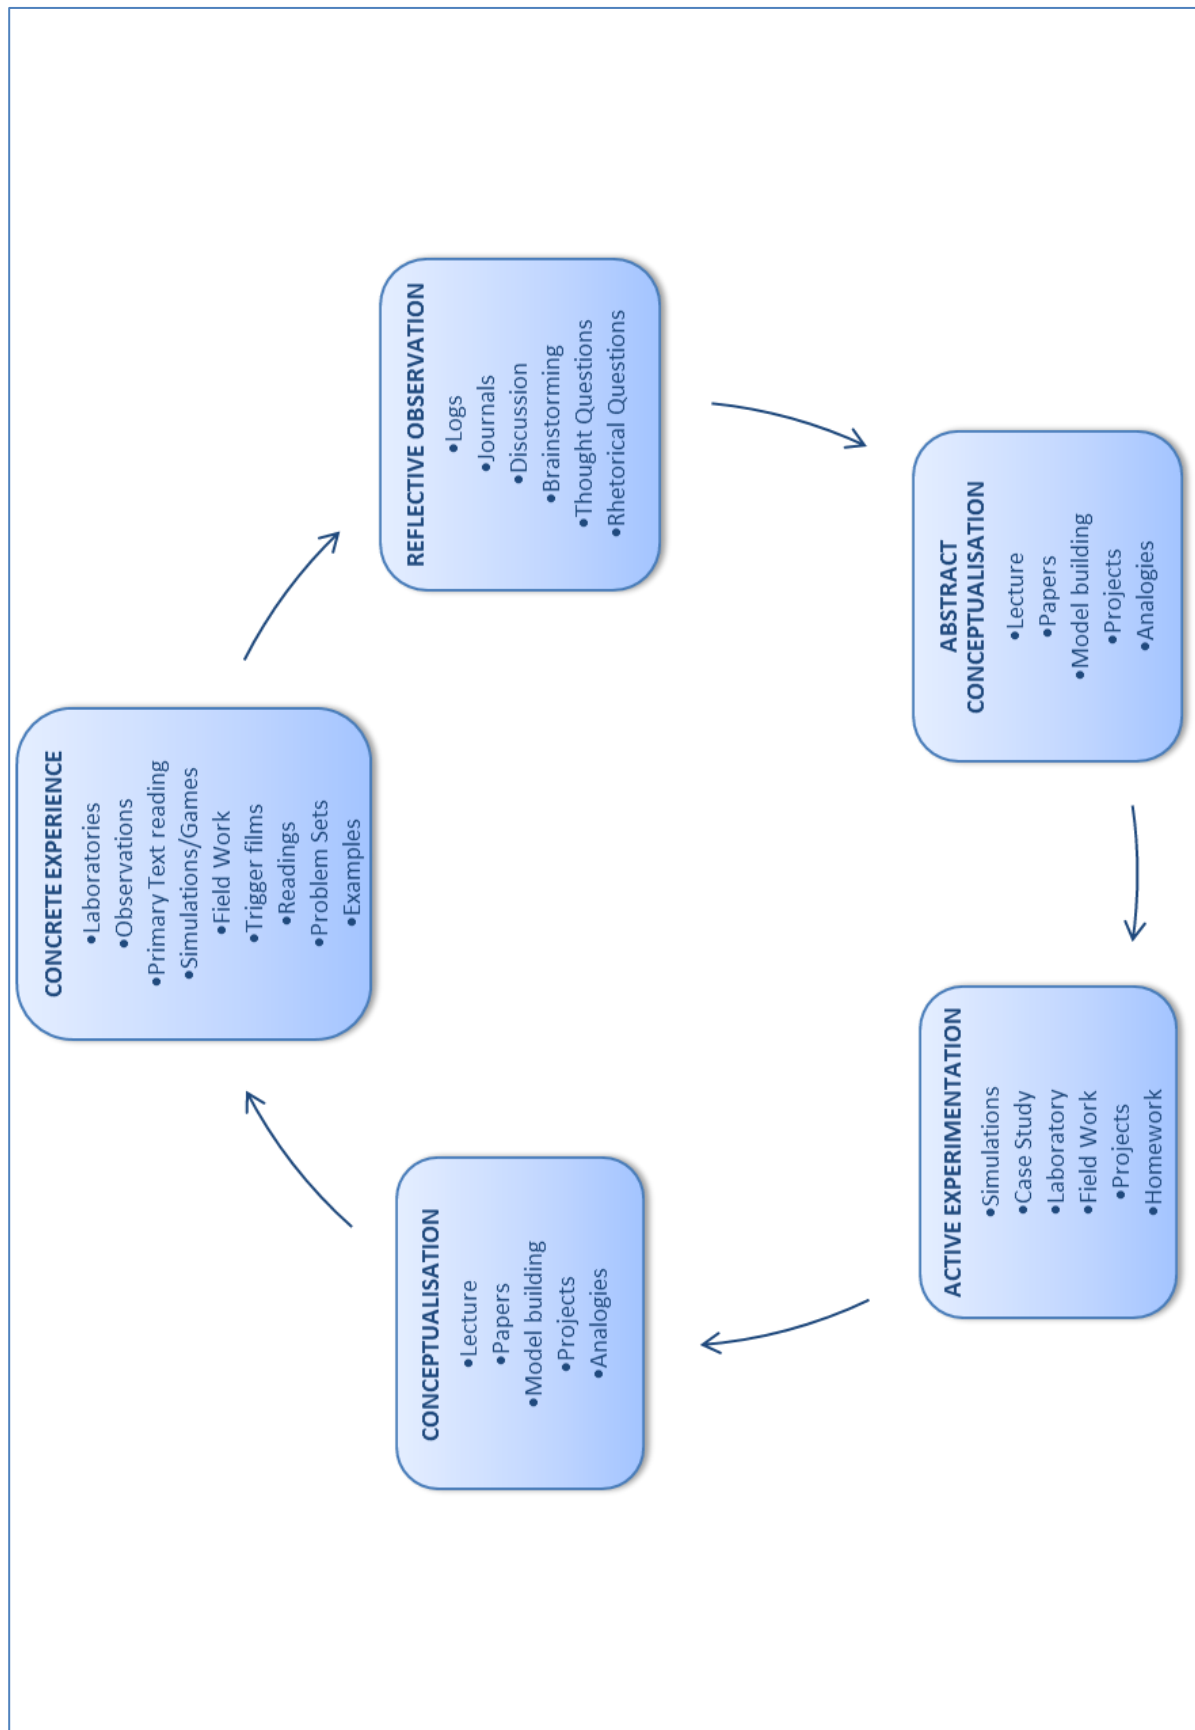 CONCRETE EXPERIENCE
•Laboratories
•Observations
•Primary Text reading
•Simulations/Games
•Field Work
•Trigger films
•Readings
•Problem Sets
•Examples
REFLECTIVE OBSERVATION
•Logs
•Journals
•Discussion
•Brainstorming
•Thought Questions
•Rhetorical Questions
ABSTRACT
CONCEPTUALISATION
•Lecture
•Papers
•Model building
•Projects
•Analogies
ACTIVE EXPERIMENTATION
•Simulations
•Case Study
•Laboratory
•Field Work
•Projects
•Homework
CONCEPTUALISATION
•Lecture
•Papers
•Model building
•Projects
•Analogies